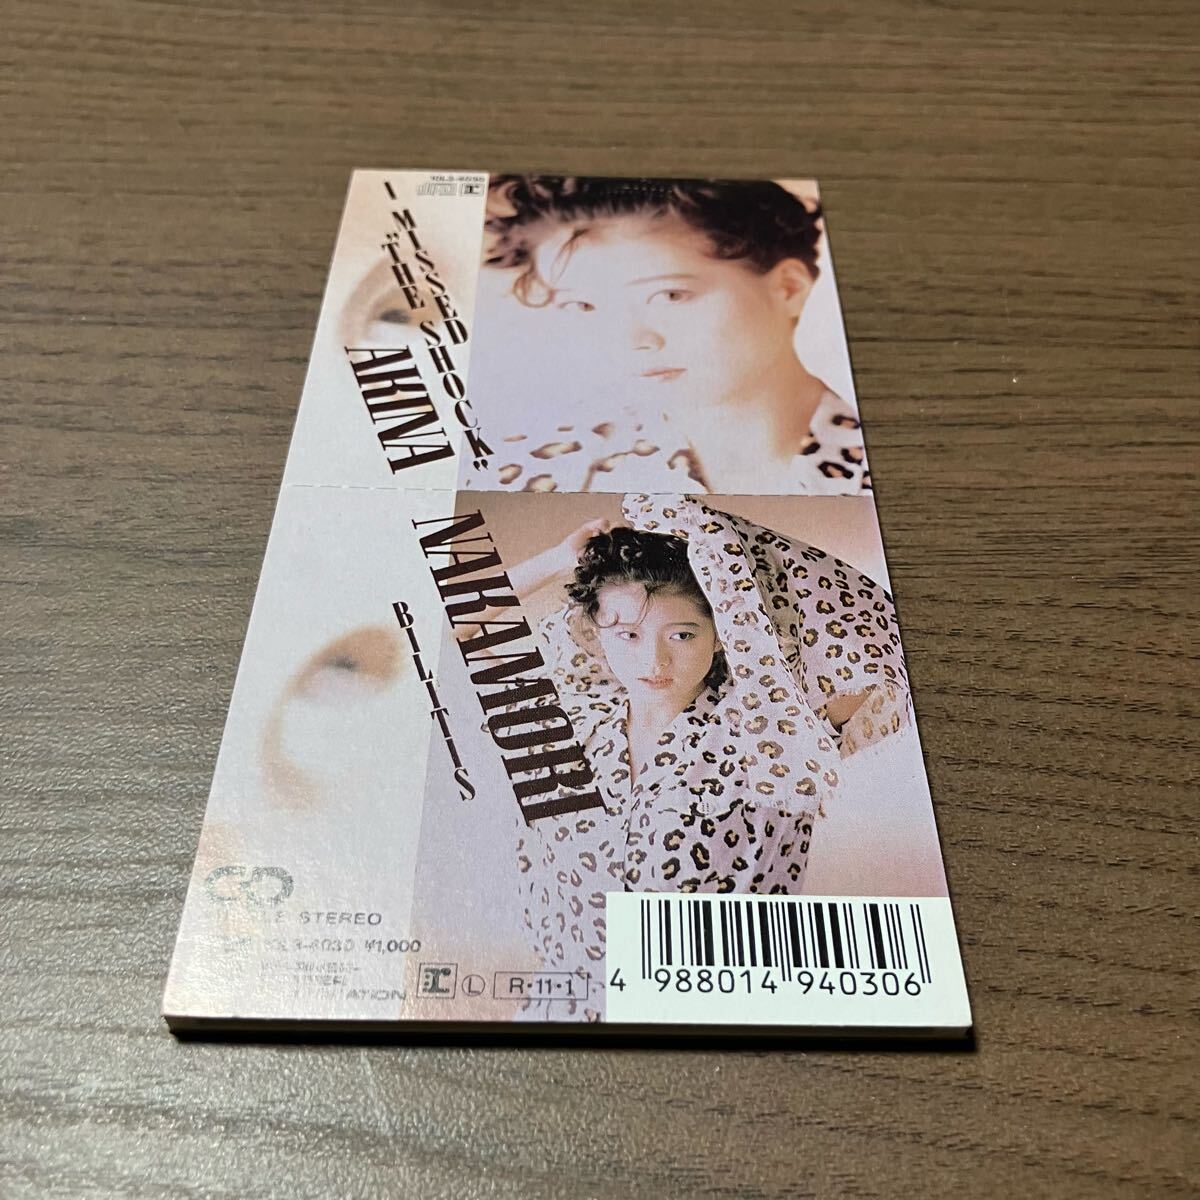 I MISSED
"THE SHOCK"
AKINA
NAKAMORI
BILITIS
STEREO
¥1,000
R・11・1
4 988014 940306